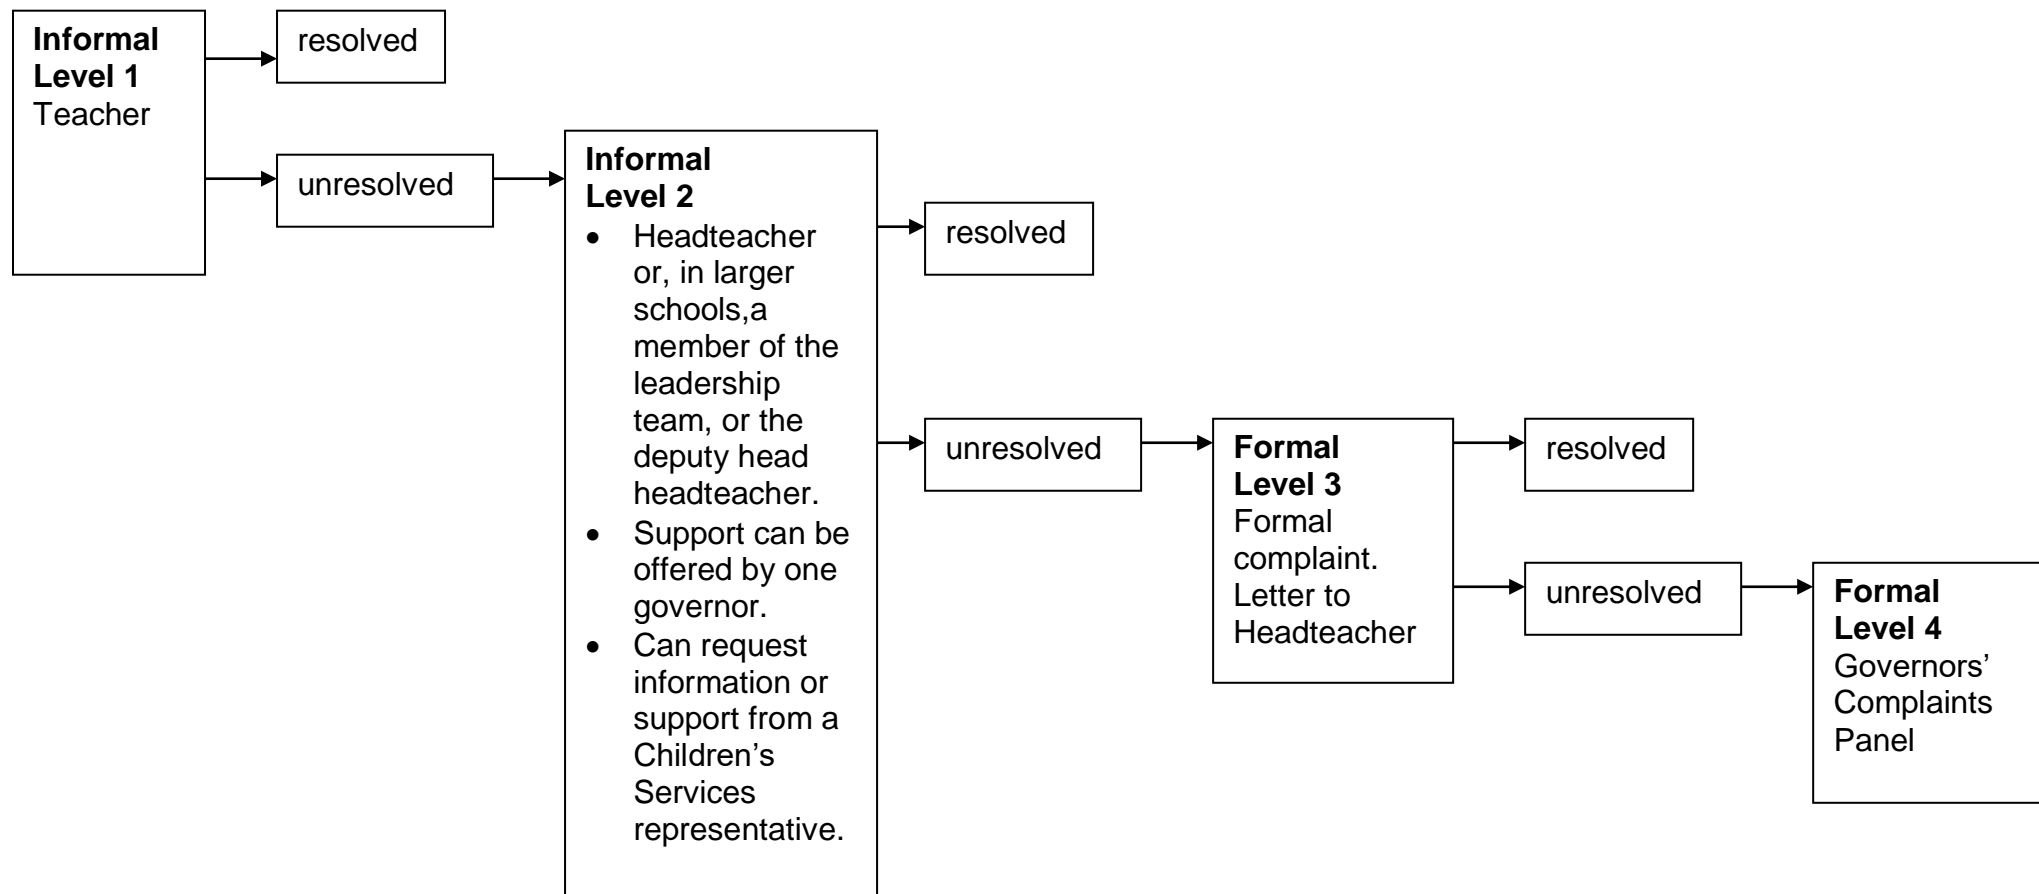 Informal
Level 1
Teacher
resolved
unresolved
Informal
Level 2
• Headteacher
or, in larger
schools,a
member of the
leadership
team, or the
deputy head
headteacher.
• Support can be
offered by one
governor.
• Can request
information or
support from a
Children’s
Services
representative.
resolved
unresolved
Formal
Level 3
Formal
complaint.
Letter to
Headteacher
resolved
unresolved
Formal
Level 4
Governors’
Complaints
Panel